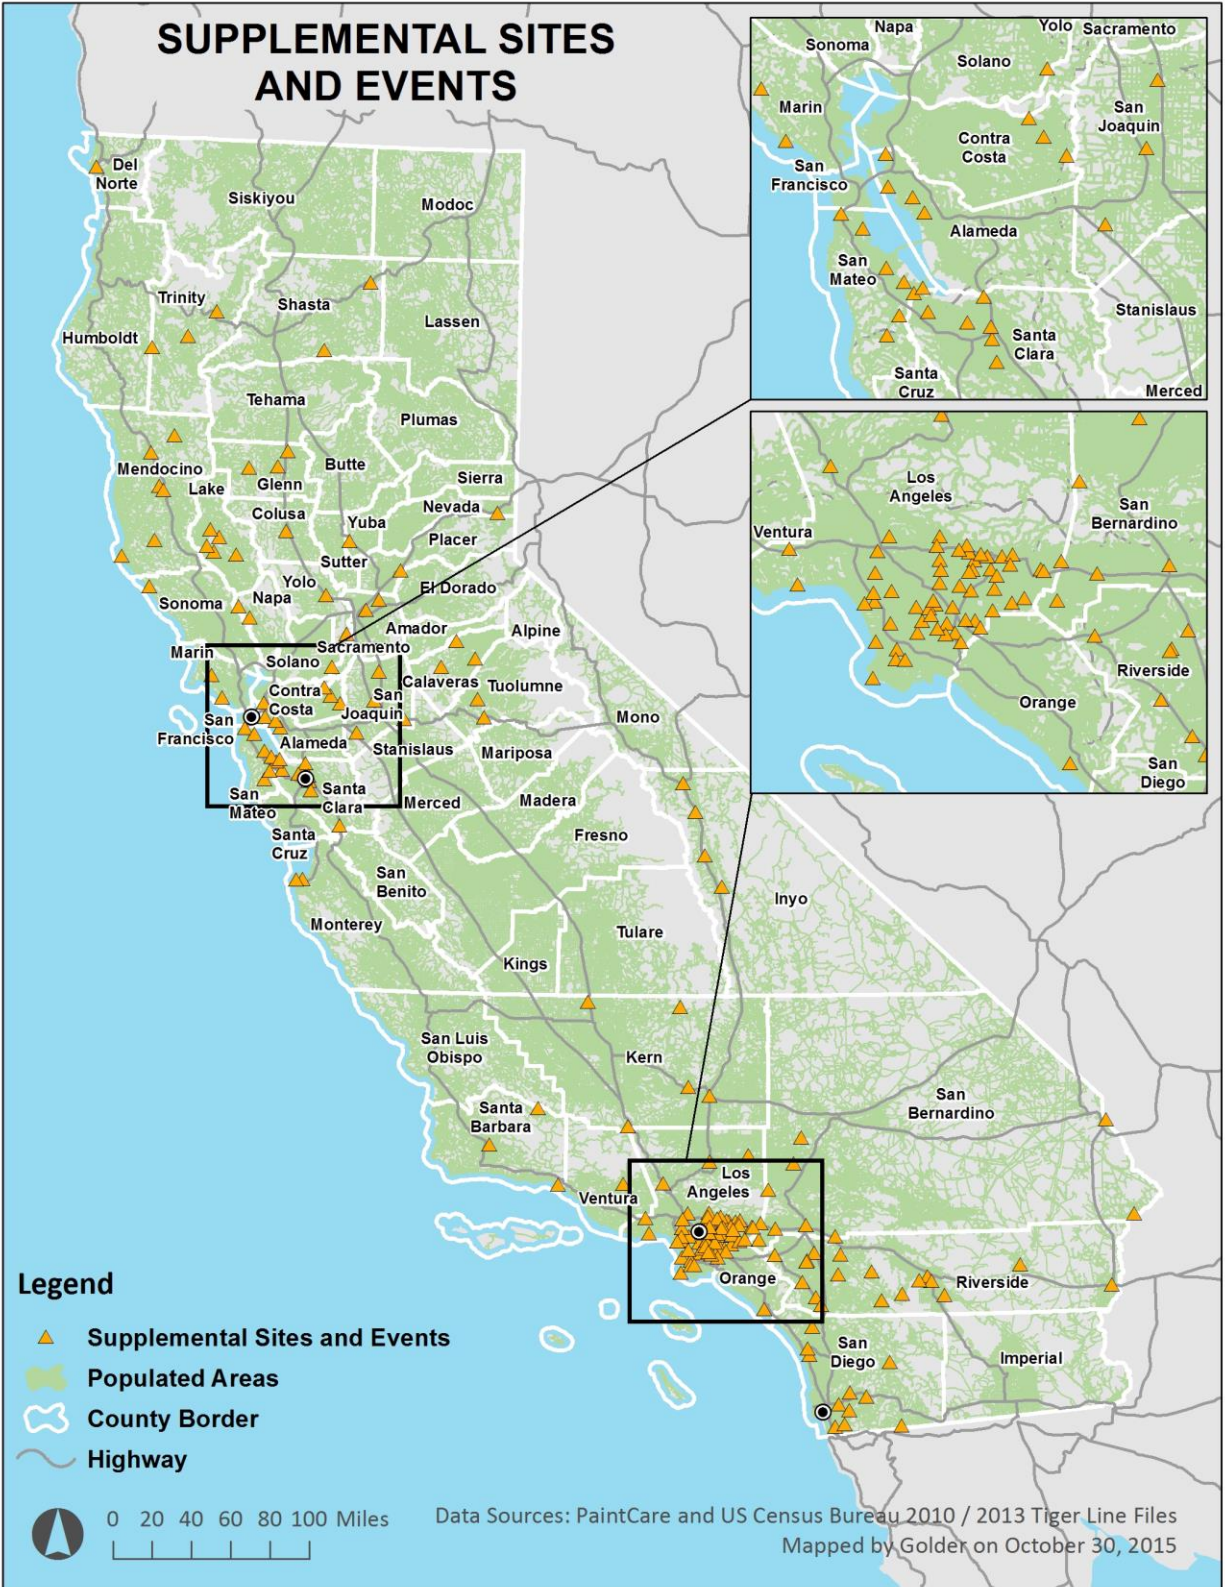 SUPPLEMENTAL SITES
AND EVENTS
Del
Norte
Siskiyou
Modoc
Trinity
Shasta
Lassen
Humboldt
Tehama
Plumas
Mendocino
Lake
Glenn
Butte
Sierra
Colusa
Yuba
Nevada
Placer
Sutter
Yolo
El Dorado
Sonoma
Napa
Amador
Alpine
Sacramento
Marin
Solano
Calaveras
Tuolumne
Contra
Costa
San
Joaquin
Mono
San
Francisco
Alameda
Stanislaus
Mariposa
San
Mateo
Santa
Clara
Merced
Madera
Santa
Cruz
Fresno
San
Benito
Inyo
Monterey
Tulare
Kings
San Luis
Obispo
Kern
San
Bernardino
Santa
Barbara
Ventura
Los
Angeles
Orange
Riverside
San
Diego
Imperial
Napa
Yolo
Sacramento
Sonoma
Solano
Marin
San
Joaquin
Contra
Costa
San
Francisco
Alameda
San
Mateo
Stanislaus
Santa
Clara
Santa
Cruz
Merced
Los
Angeles
San
Bernardino
Ventura
Riverside
Orange
San
Diego
Legend
Supplemental Sites and Events
Populated Areas
County Border
Highway
0 20 40 60 80 100 Miles
Data Sources: PaintCare and US Census Bureau 2010 / 2013 Tiger Line Files
Mapped by Golder on October 30, 2015